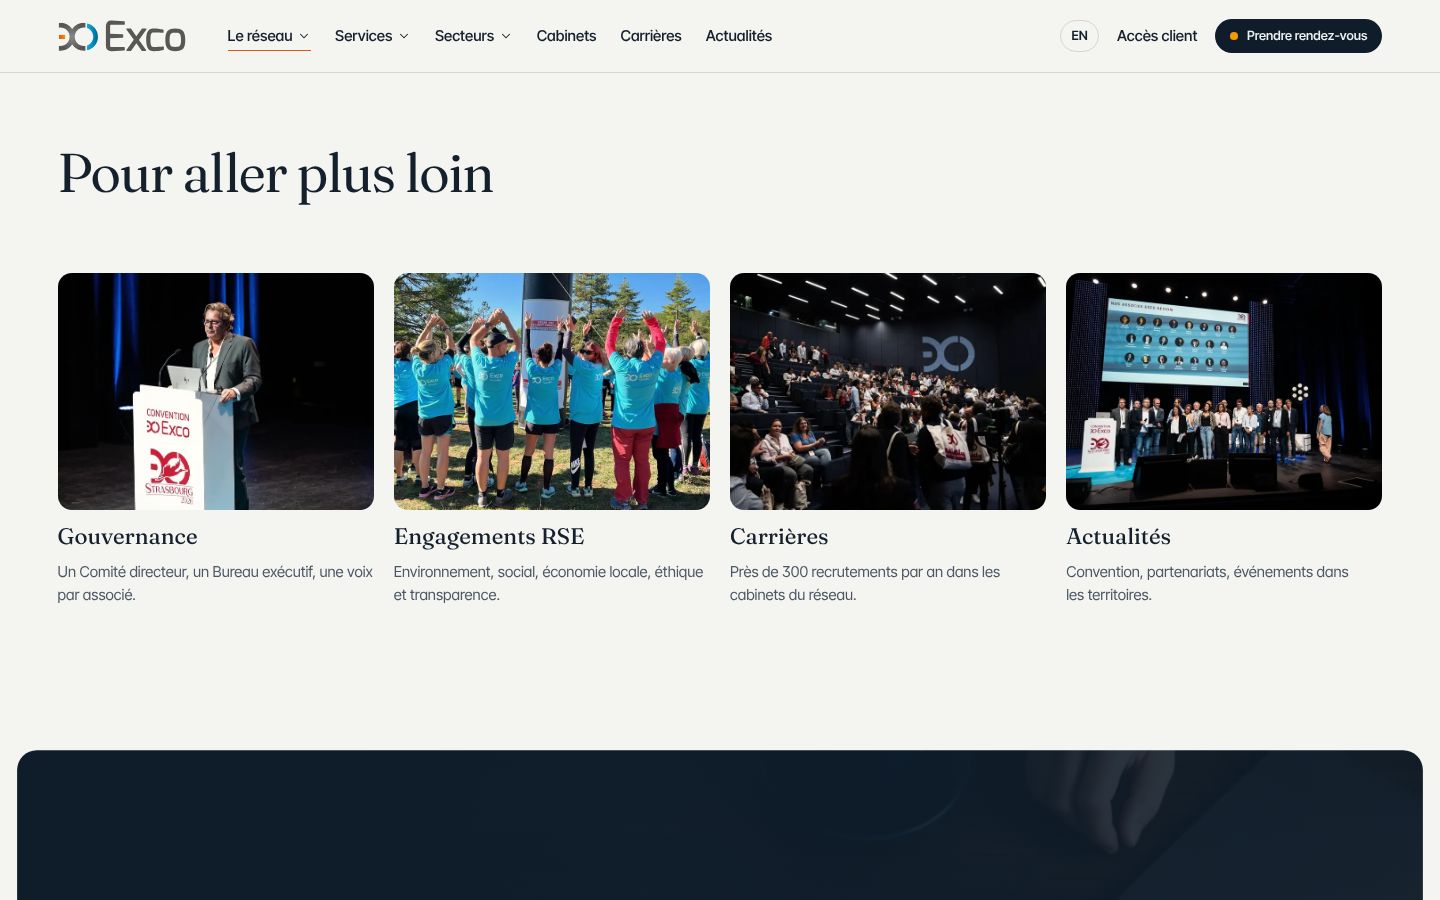 Exco
Le réseau
Services
Secteurs
Cabinets
Carrières
Actualités
EN
Accès client
Prendre rendez-vous
Pour aller plus loin
CONVENTION
Exco
STRASBOURG
Gouvernance
Un Comité directeur, un Bureau exécutif, une voix
par associé.
Engagements RSE
Environnement, social, économie locale, éthique
et transparence.
Carrières
Près de 300 recrutements par an dans les
cabinets du réseau.
Actualités
Convention, partenariats, événements dans
les territoires.